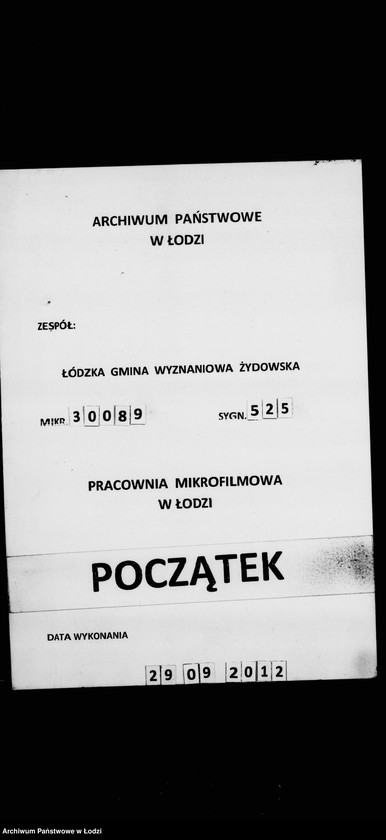 ARCHIWUM PAŃSTWOWE
W ŁODZI
ZESPÓŁ:
ŁÓDZKA GMINA WYZNANIOWA ŻYDOWSKA
MIKR. 30089 SYGN. 525
PRACOWNIA MIKROFILMOWA
W ŁODZI
POCZĄTEK
DATA WYKONANIA
29 09 2012
Archiwum Państwowe w Łodzi